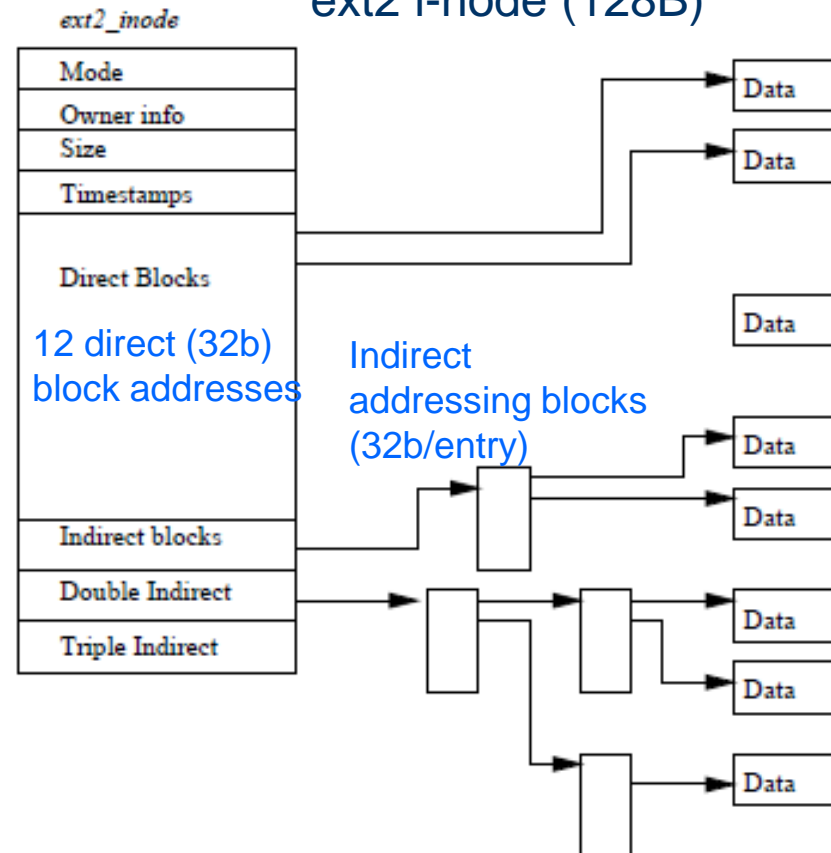 ext2 i-node (128B)
ext2_inode
Mode
Owner info
Size
Timestamps
Direct Blocks
12 direct (32b)
block addresses
Indirect
addressing blocks
(32b/entry)
Indirect blocks
Double Indirect
Triple Indirect
Data
Data
Data
Data
Data
Data
Data
Data